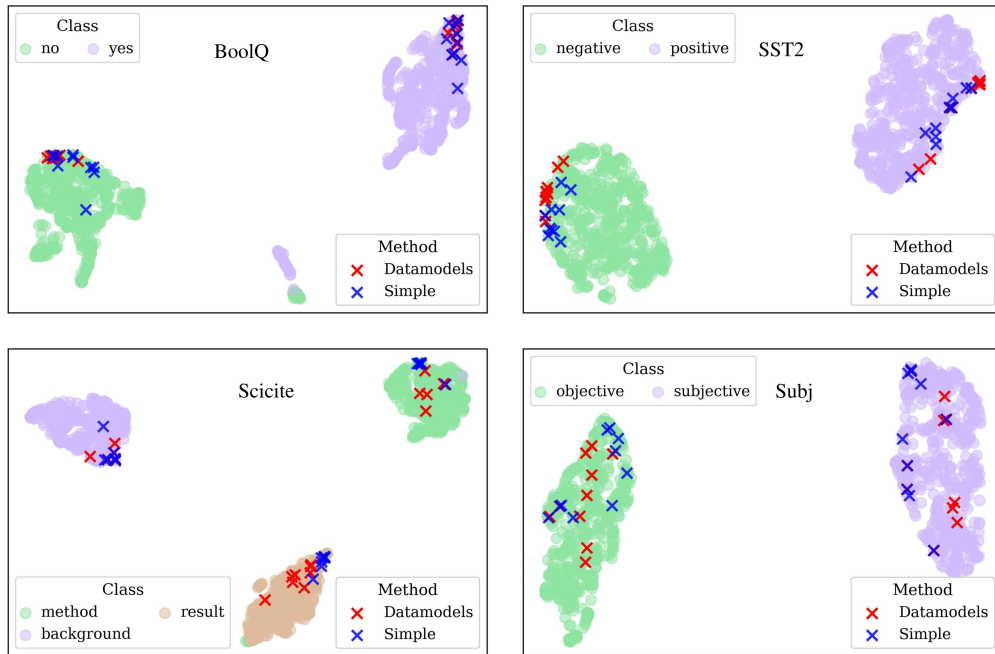 Class
no yes
BoolQ
Method
Datamodels
Simple
Class
negative positive
SST2
Method
Datamodels
Simple
Scicite
Class
method result
background
Method
Datamodels
Simple
Class
objective subjective
Subj
Method
Datamodels
Simple